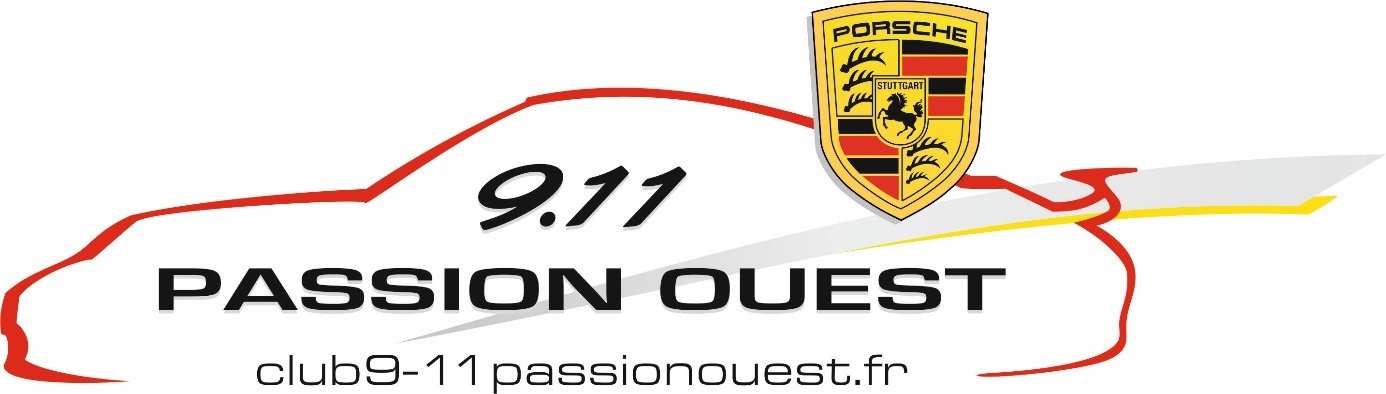 PORSCHE
STUTTGART
9.11
PASSION OUEST
club9-11passionouest.fr